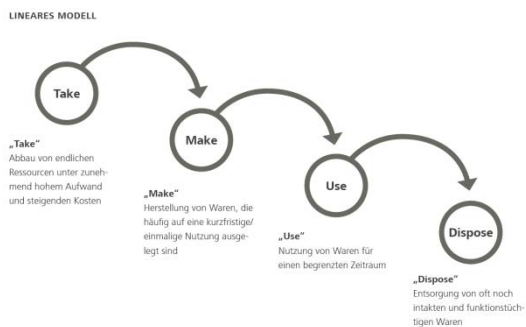 LINEARES MODELL
Take
„Take“
Abbau von endlichen
Ressourcen unter zuneh-
mend hohem Aufwand
und steigenden Kosten
Make
„Make“
Herstellung von Waren, die
häufig auf eine kurzfristige/
einmalige Nutzung ausge-
legt sind
Use
„Use“
Nutzung von Waren für
einen begrenzten Zeitraum
Dispose
„Dispose“
Entsorgung von oft noch
intakten und funktionstüch-
tigen Waren